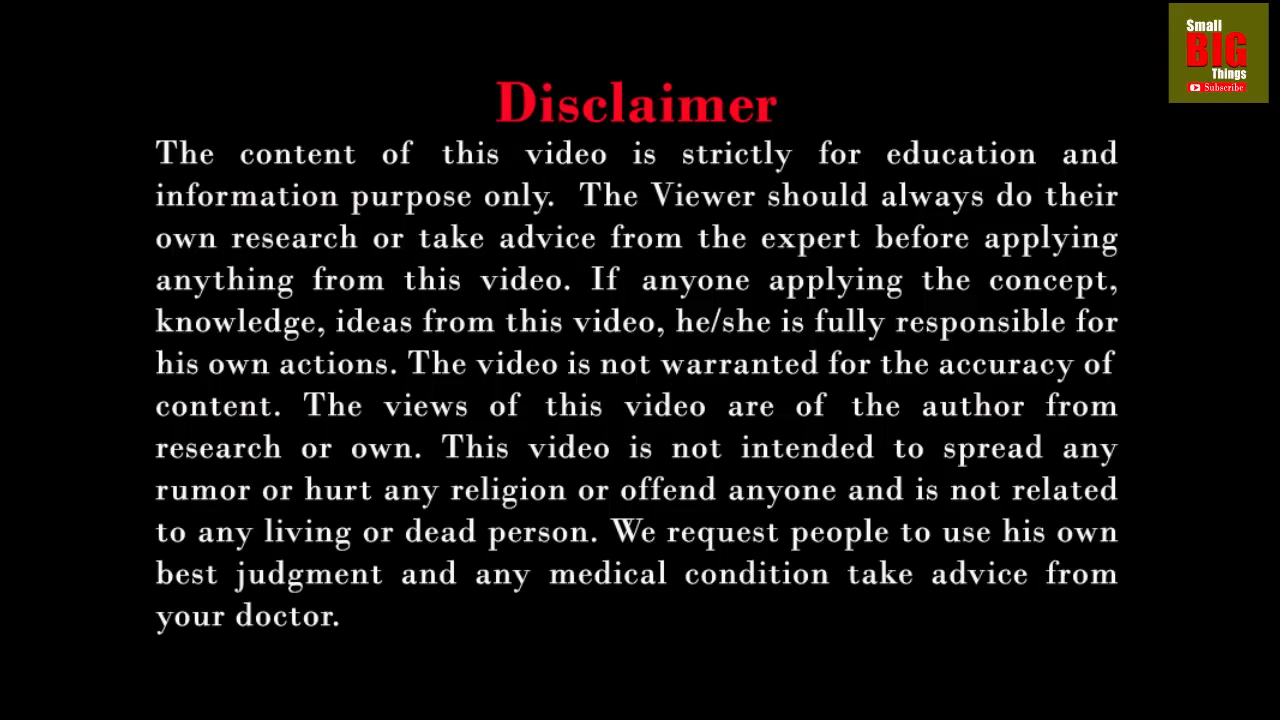 Small
BIG
Things
Subscribe
Disclaimer
The content of this video is strictly for education and
information purpose only. The Viewer should always do their
own research or take advice from the expert before applying
anything from this video. If anyone applying the concept,
knowledge, ideas from this video, he/she is fully responsible for
his own actions. The video is not warranted for the accuracy of
content. The views of this video are of the author from
research or own. This video is not intended to spread any
rumor or hurt any religion or offend anyone and is not related
to any living or dead person. We request people to use his own
best judgment and any medical condition take advice from
your doctor.